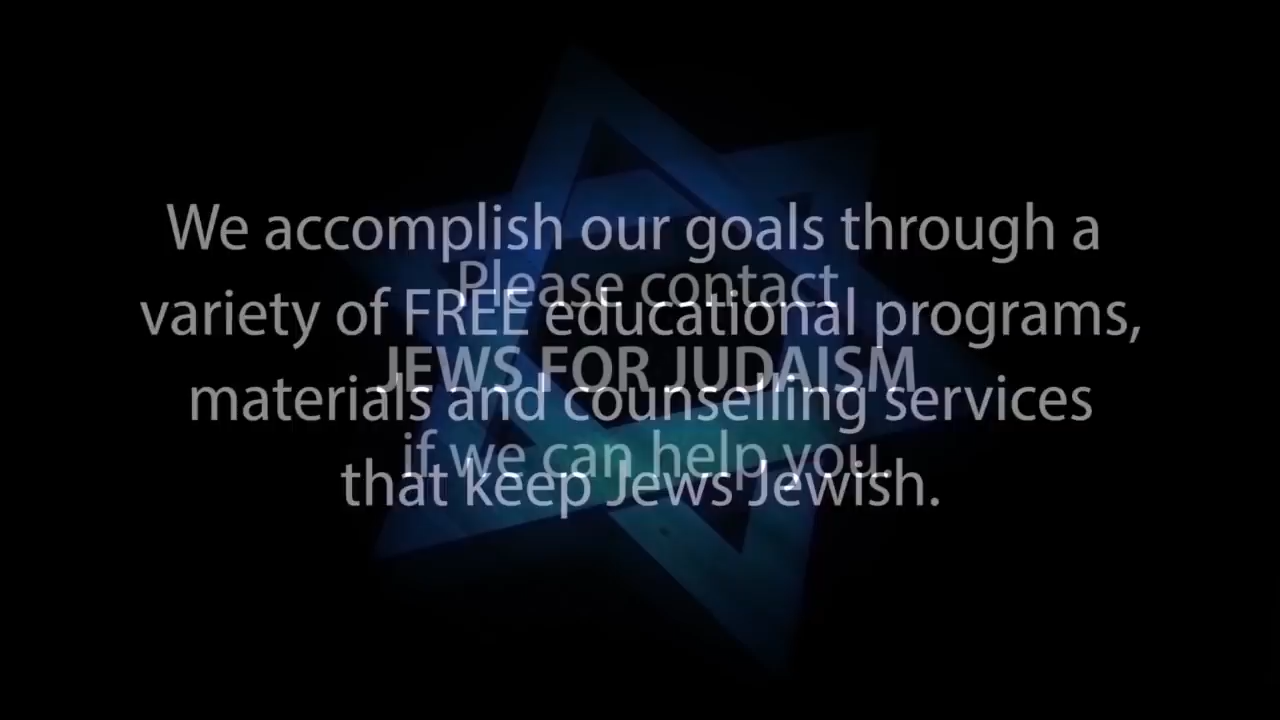 We accomplish our goals through a
variety of FREE educational programs,
materials and counselling services
that keep Jews Jewish.
Please contact
JEWS FOR JUDAISM
if we can help you.